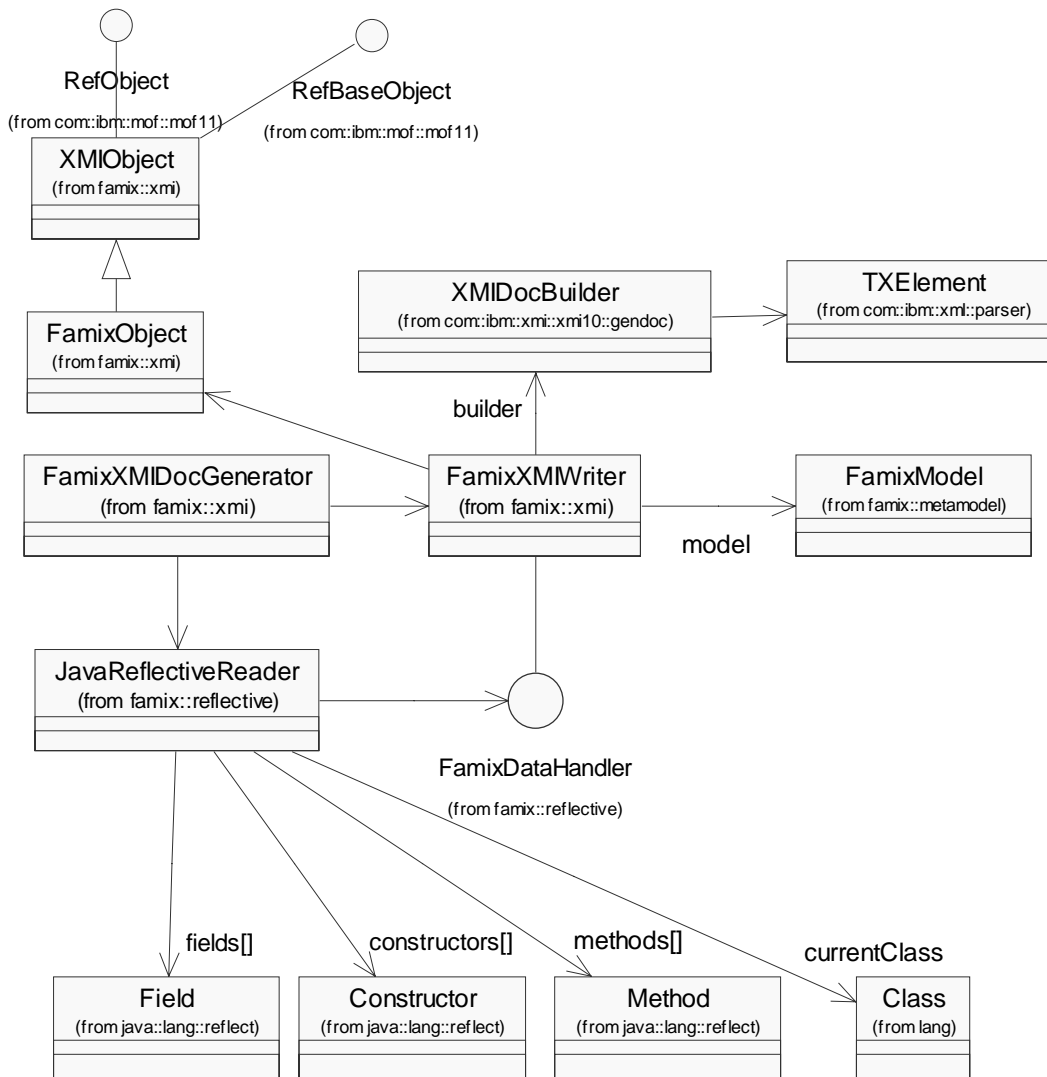 RefObject
(from com::ibm::mof::mof11)
RefBaseObject
(from com::ibm::mof::mof11)
XMIObject
(from famix::xmi)
XMIDocBuilder
(from com::ibm::xmi::xmi10::gendoc)
TXElement
(from com::ibm::xml::parser)
FamixObject
(from famix::xmi)
builder
FamixXMIDocGenerator
(from famix::xmi)
FamixXMIWriter
(from famix::xmi)
FamixModel
(from famix::metamodel)
model
JavaReflectiveReader
(from famix::reflective)
FamixDataHandler
(from famix::reflective)
fields[]
constructors[]
methods[]
currentClass
Field
(from java::lang::reflect)
Constructor
(from java::lang::reflect)
Method
(from java::lang::reflect)
Class
(from lang)